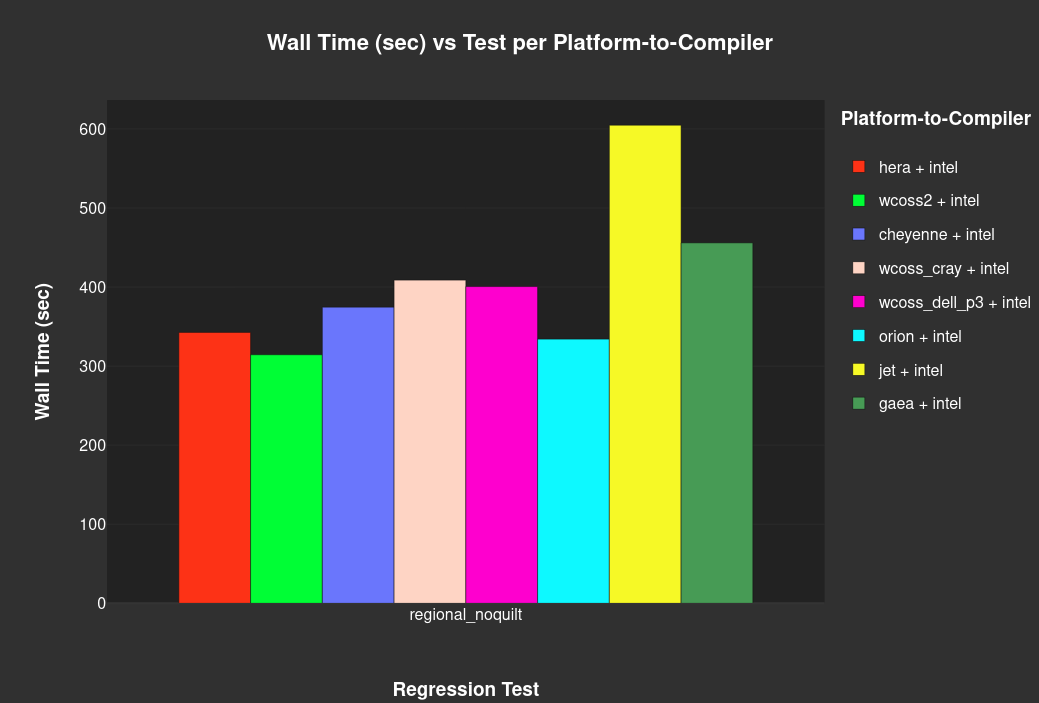 Wall Time (sec) vs Test per Platform-to-Compiler
Platform-to-Compiler
hera + intel
wcoss2 + intel
cheyenne + intel
wcoss_cray + intel
wcoss_dell_p3 + intel
orion + intel
jet + intel
gaea + intel
Wall Time (sec)
600
500
400
300
200
100
0
regional_noquilt
Regression Test